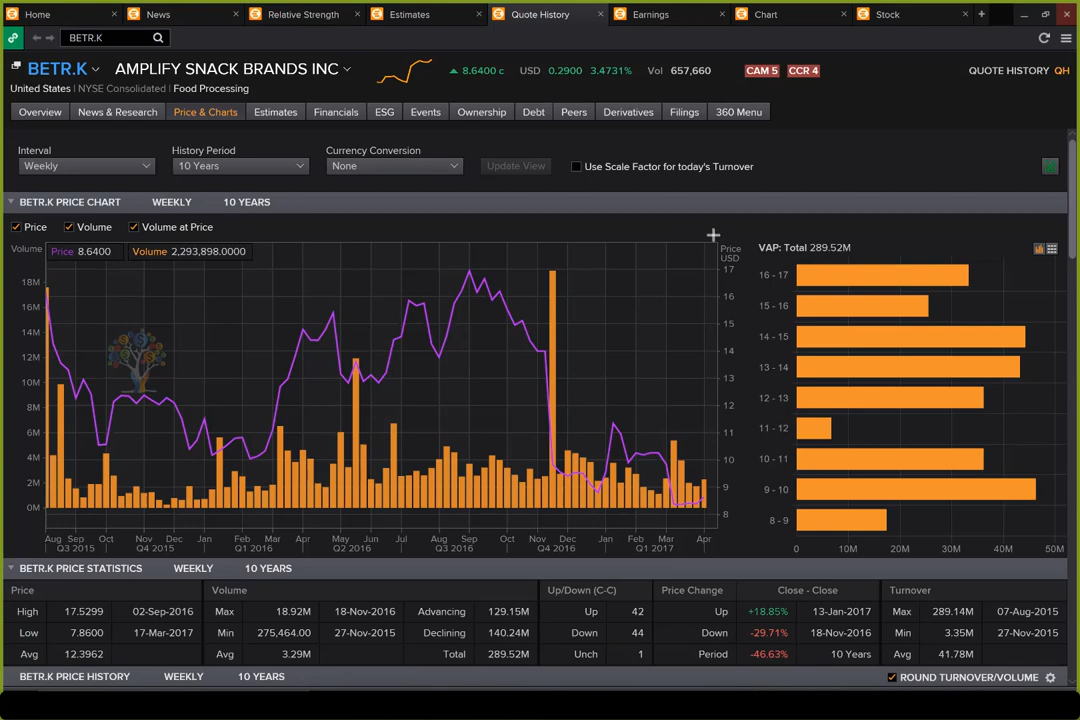 Home
News
Relative Strength
Estimates
Quote History
Earnings
Chart
Stock
BETR.K
BETR.K AMPLIFY SNACK BRANDS INC 8.6400 c USD 0.2900 3.4731% Vol 657,660 CAM 5 CCR 4 QUOTE HISTORY QH
United States | NYSE Consolidated | Food Processing
Overview News & Research Price & Charts Estimates Financials ESG Events Ownership Debt Peers Derivatives Filings 360 Menu
Interval History Period Currency Conversion
Weekly 10 Years None Update View Use Scale Factor for today's Turnover
BETR.K PRICE CHART WEEKLY 10 YEARS
Price Volume Volume at Price
Volume Price 8.6400 Volume 2,293,898.0000 Price
USD
18M
16M
14M
12M
10M
8M
6M
4M
2M
0M
17
16
15
14
13
12
11
10
9
8
Aug Sep Oct Nov Dec Jan Feb Mar Apr May Jun Jul Aug Sep Oct Nov Dec Jan Feb Mar Apr
Q3 2015 Q4 2015 Q1 2016 Q2 2016 Q3 2016 Q4 2016 Q1 2017
VAP: Total 289.52M
16 - 17
15 - 16
14 - 15
13 - 14
12 - 13
11 - 12
10 - 11
9 - 10
8 - 9
0 10M 20M 30M 40M 50M
BETR.K PRICE STATISTICS WEEKLY 10 YEARS
Price Volume Up/Down (C-C) Price Change Close - Close Turnover
High 17.5299 02-Sep-2016 Max 18.92M 18-Nov-2016 Advancing 129.15M Up 42 Up +18.85% 13-Jan-2017 Max 289.14M 07-Aug-2015
Low 7.8600 17-Mar-2017 Min 275,464.00 27-Nov-2015 Declining 140.24M Down 44 Down -29.71% 18-Nov-2016 Min 3.35M 27-Nov-2015
Avg 12.3962 Avg 3.29M Total 289.52M Unch 1 Period -46.63% 10 Years Avg 41.78M
BETR.K PRICE HISTORY WEEKLY 10 YEARS ROUND TURNOVER/VOLUME